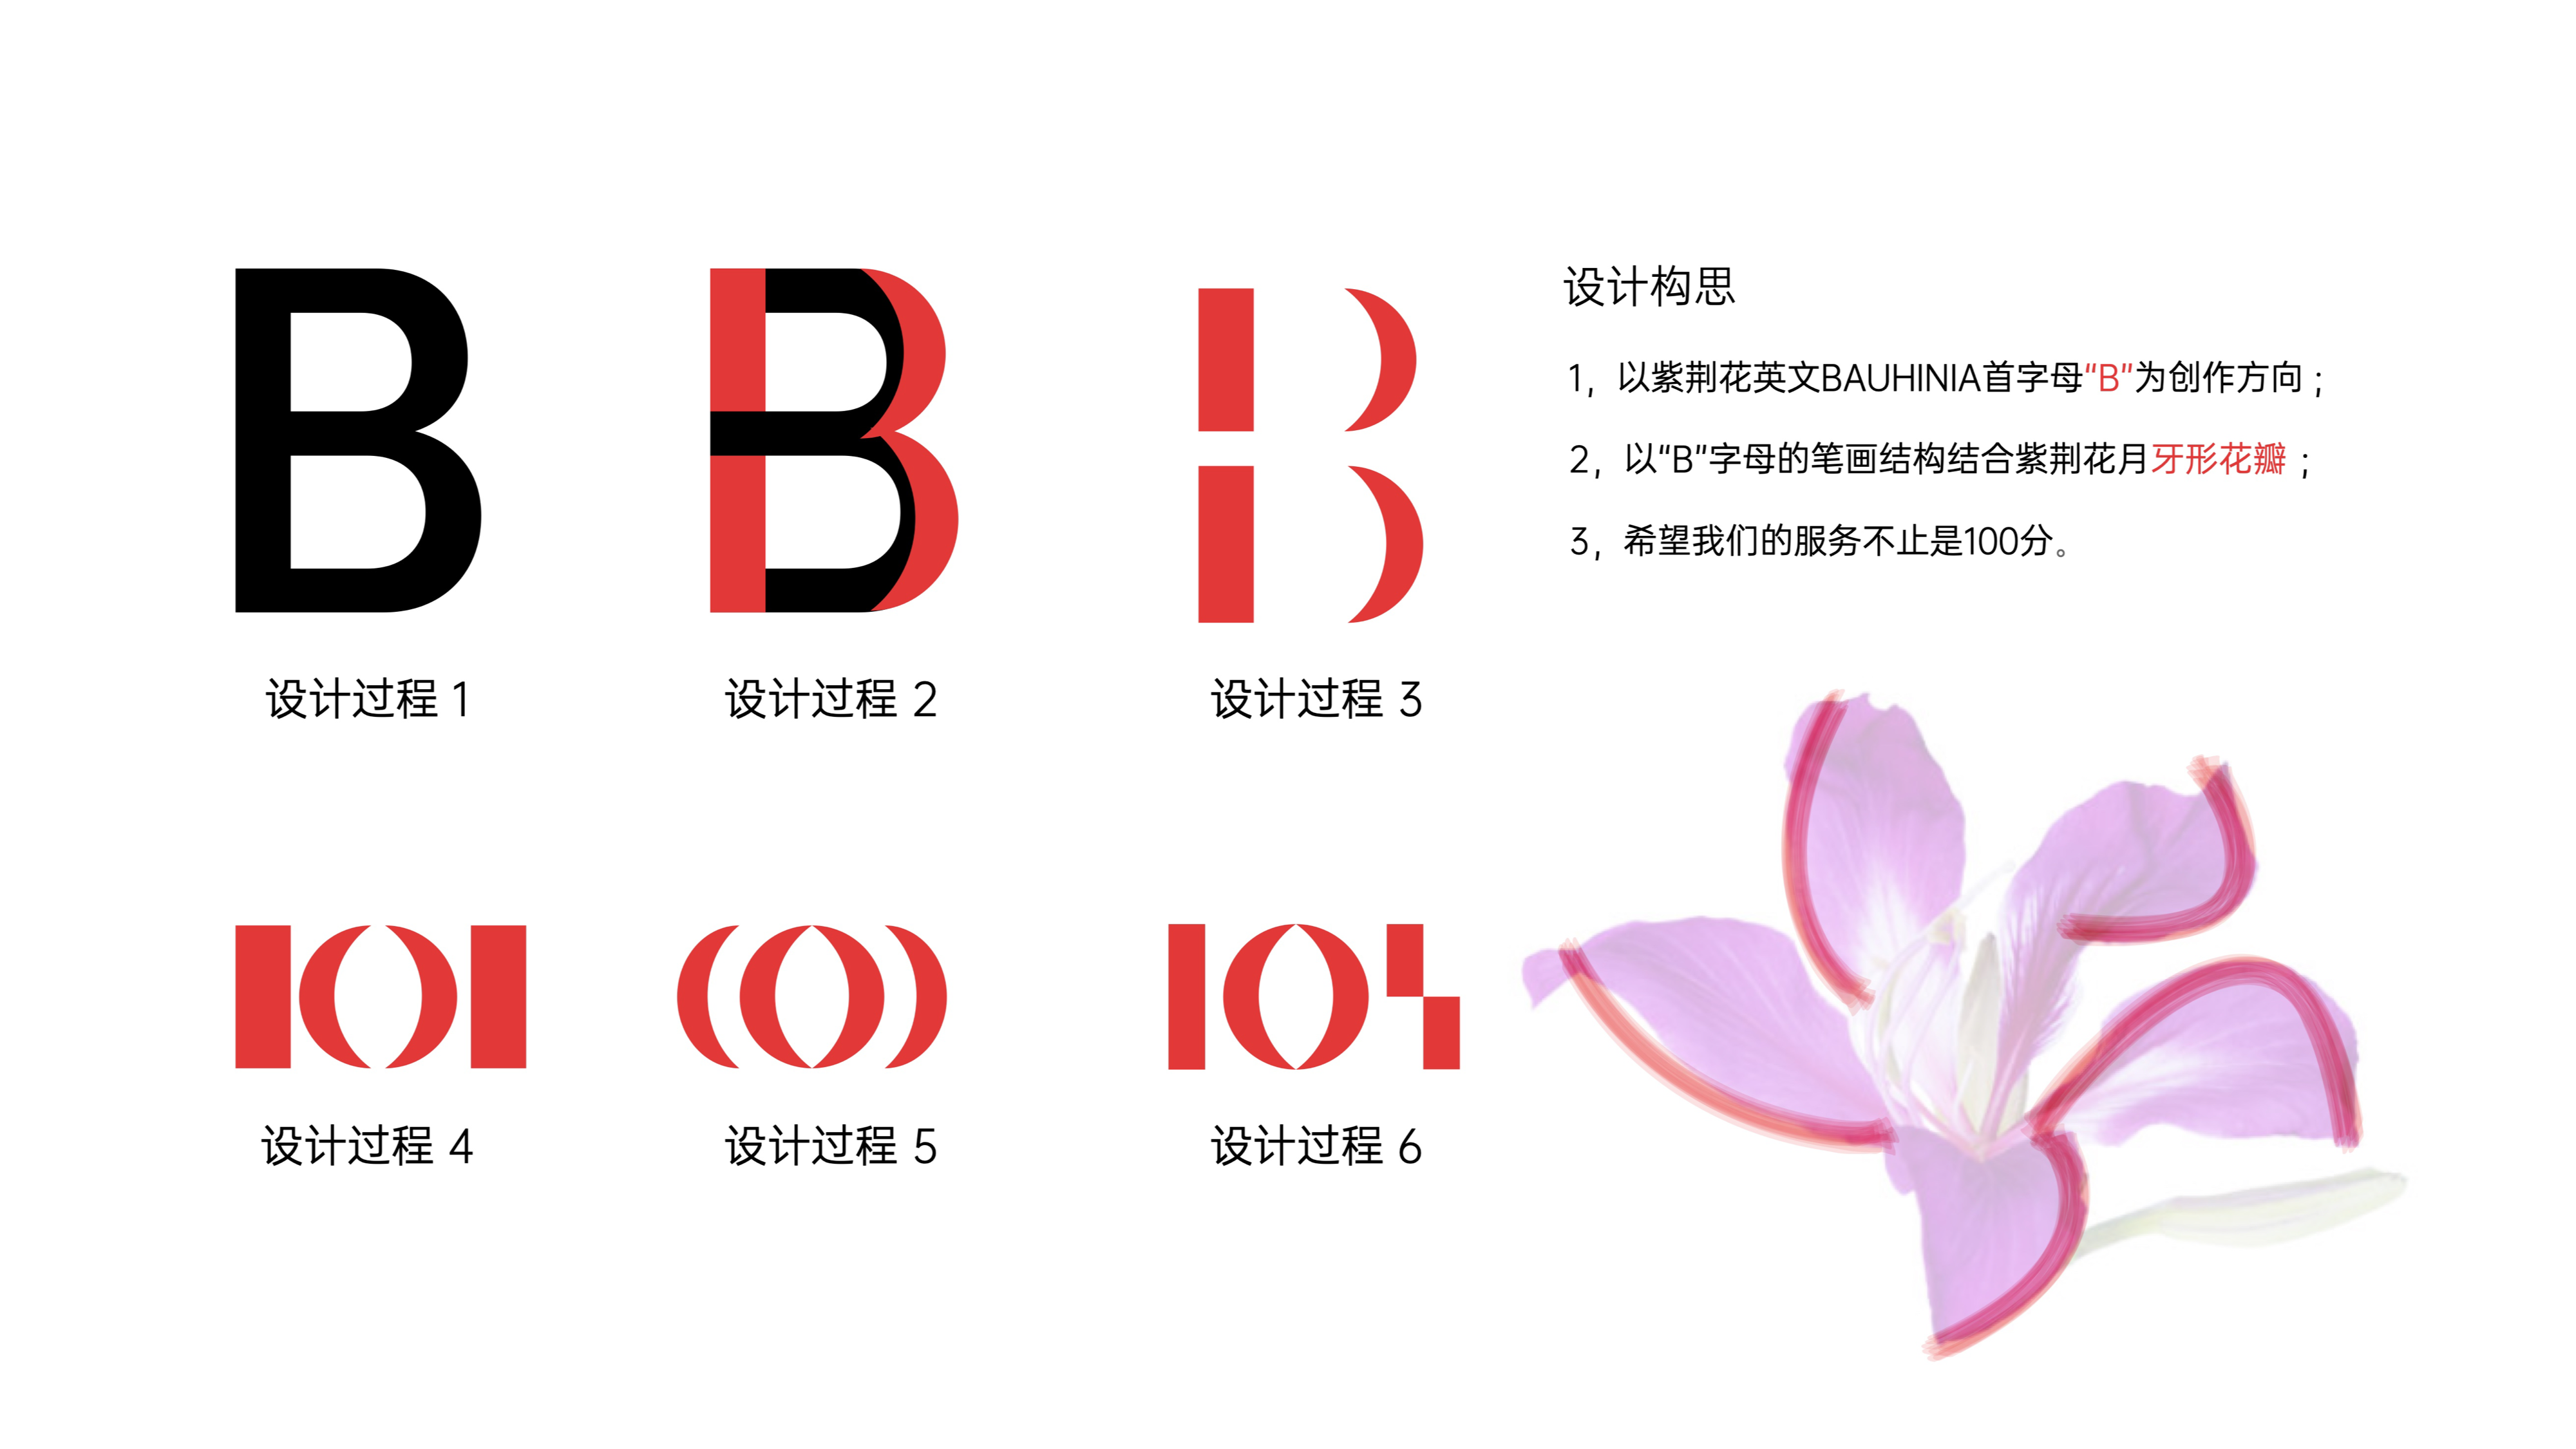 B
B
B
设计构思
1，以紫荆花英文BAUHINIA首字母“B”为创作方向；
2，以“B”字母的笔画结构结合紫荆花月牙形花瓣；
3，希望我们的服务不止是100分。
设计过程 1
设计过程 2
设计过程 3
设计过程 4
设计过程 5
设计过程 6